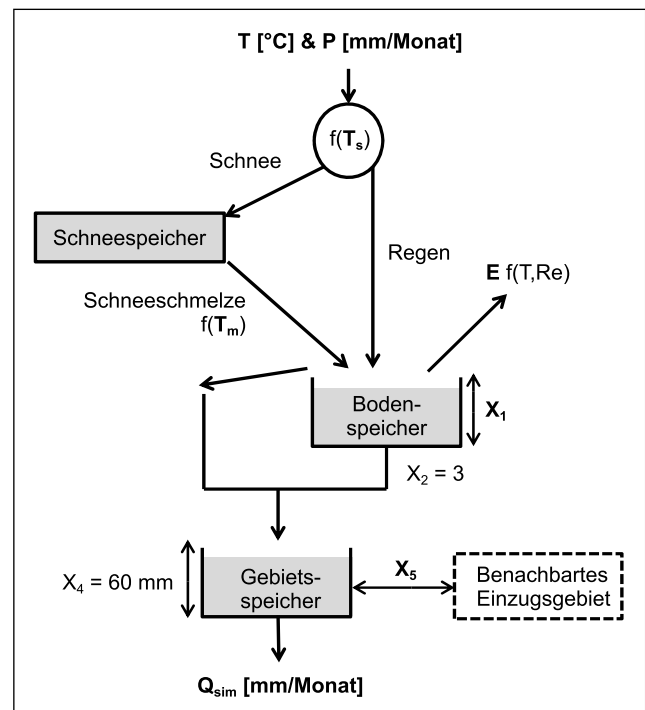 T [°C] & P [mm/Monat]
f(Ts)
Schnee
Schneespeicher
Regen
E f(T,Re)
Schneeschmelze
f(Tm)
Boden-
speicher
X1
X2 = 3
X4 = 60 mm
Gebiets-
speicher
X5
Benachbartes
Einzugsgebiet
Qsim [mm/Monat]